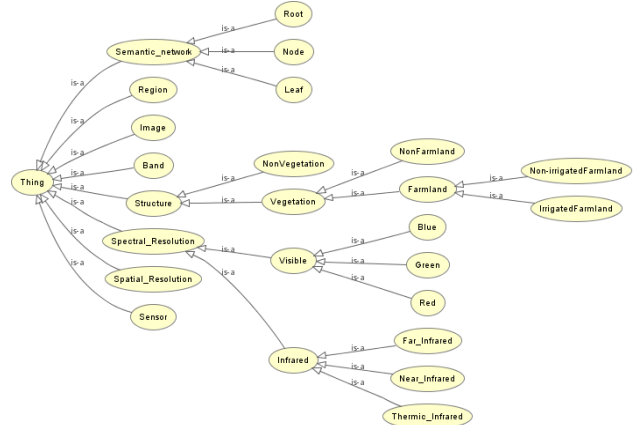 Root
is-a
Semantic_network
is-a
Node
is-a
Leaf
is-a
Region
is-a
Image
is-a
Band
is-a
Thing
is-a
Structure
is-a
NonVegetation
is-a
Vegetation
is-a
NonFarmland
is-a
Farmland
is-a
Non-irrigatedFarmland
is-a
IrrigatedFarmland
is-a
Spectral_Resolution
is-a
Visible
is-a
Blue
is-a
Green
is-a
Red
is-a
Spatial_Resolution
is-a
Sensor
is-a
Infrared
is-a
Far_Infrared
is-a
Near_Infrared
is-a
Thermic_Infrared
is-a